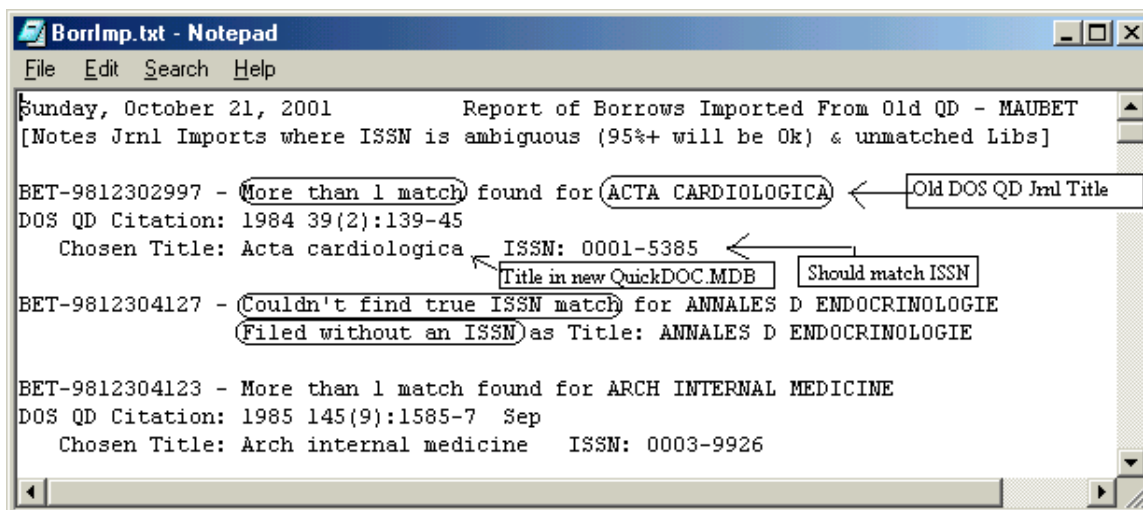 BorrImp.txt - Notepad
File Edit Search Help
Sunday, October 21, 2001 Report of Borrows Imported From Old QD - MAUBET
[Notes Jrnl Imports where ISSN is ambiguous (95%+ will be Ok) & unmatched Libs]
BET-9812302997 - More than 1 match found for ACTA CARDIOLOGICA
Old DOS QD Jrnl Title
DOS QD Citation: 1984 39(2):139-45
Chosen Title: Acta cardiologica ISSN: 0001-5385
Title in new QuickDOC.MDB
Should match ISSN
BET-9812304127 - Couldn't find true ISSN match for ANNALES D ENDOCRINOLOGIE
Filed without an ISSN as Title: ANNALES D ENDOCRINOLOGIE
BET-9812304123 - More than 1 match found for ARCH INTERNAL MEDICINE
DOS QD Citation: 1985 145(9):1585-7 Sep
Chosen Title: Arch internal medicine ISSN: 0003-9926